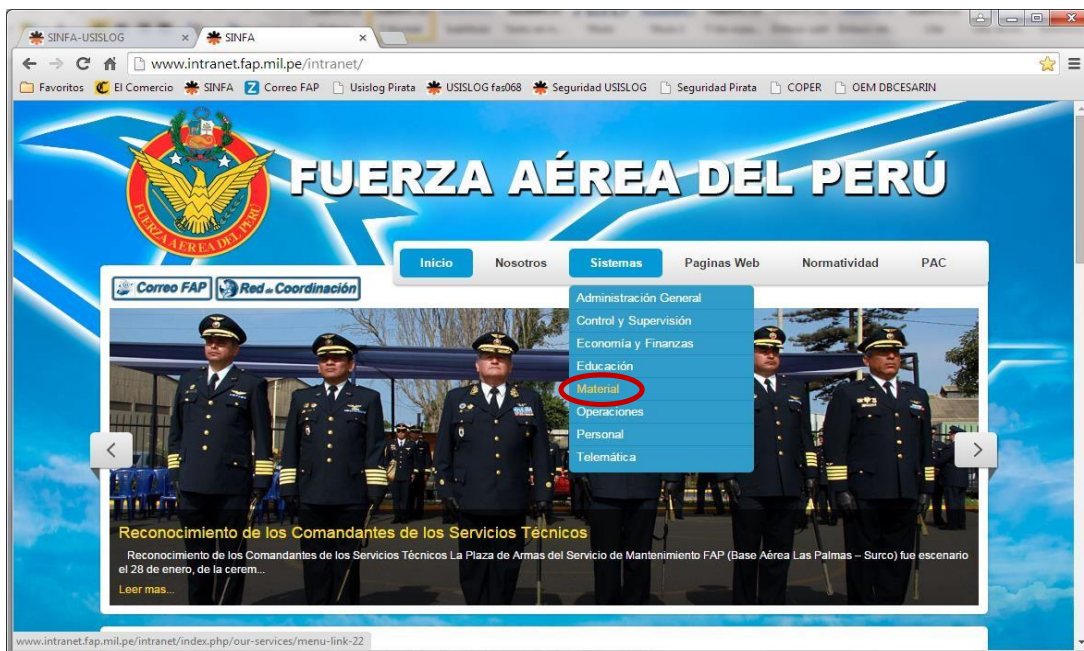 SINFA-USISLOG
SINFA
www.intranet.fap.mil.pe/intranet/
Favoritos El Comercio SINFA Correo FAP Usislog Pirata USISLOG fas068 Seguridad USISLOG Seguridad Pirata COPER OEM DBCESARIN
FUERZA AÉREA DEL PERÚ
FUERZA AEREA DEL PERU
Inicio Nosotros Sistemas Paginas Web Normatividad PAC
Correo FAP Red de Coordinación
Administración General
Control y Supervisión
Economía y Finanzas
Educación
Material
Operaciones
Personal
Telemática
Reconocimiento de los Comandantes de los Servicios Técnicos
Reconocimiento de los Comandantes de los Servicios Técnicos La Plaza de Armas del Servicio de Mantenimiento FAP (Base Aérea Las Palmas – Surco) fue escenario
el 28 de enero, de la cerem...
Leer mas...
www.intranet.fap.mil.pe/intranet/index.php/our-services/menu-link-22